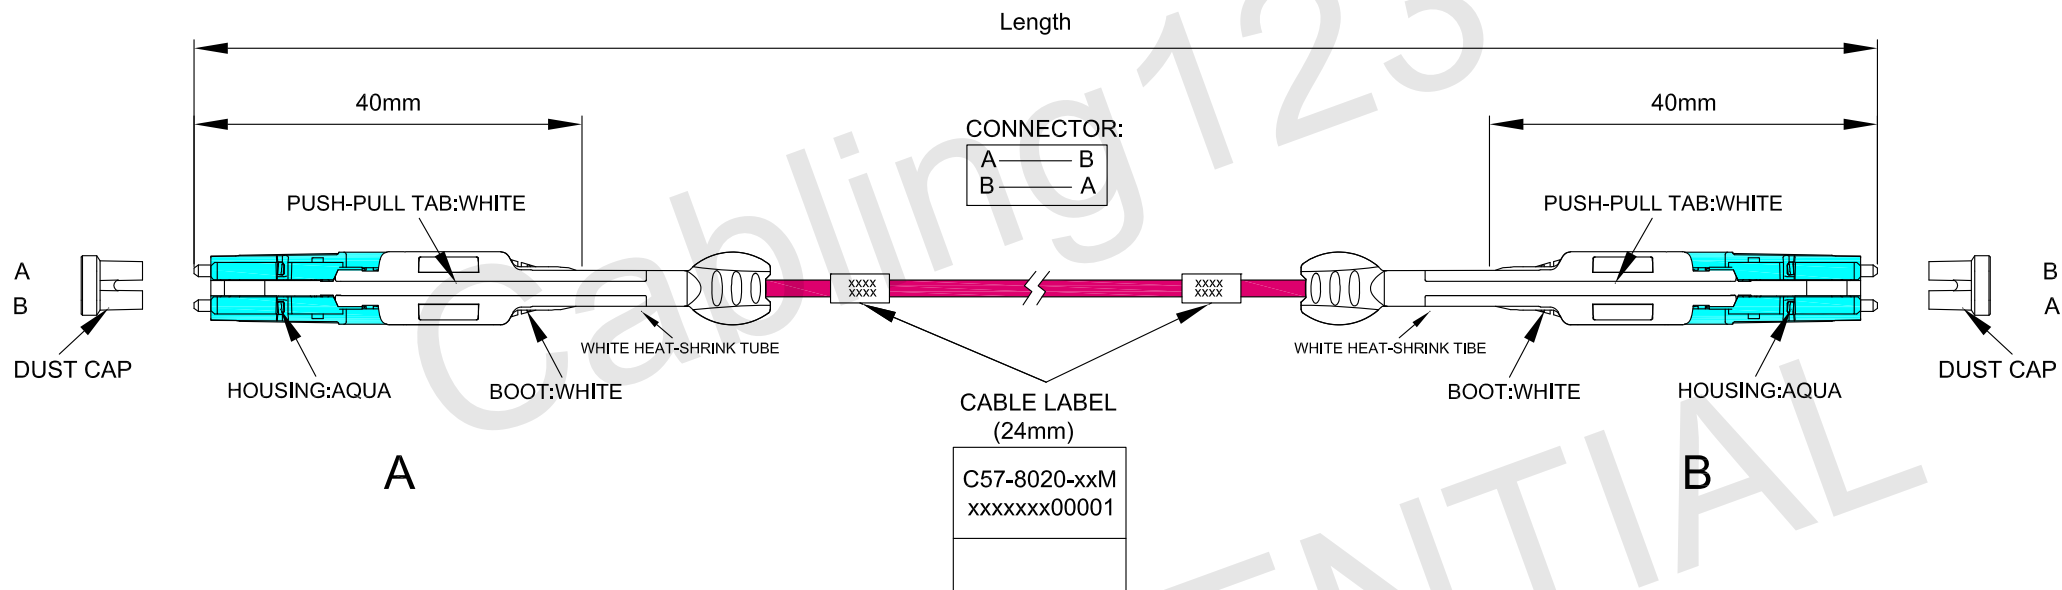 Length
40mm
40mm
CONNECTOR:
A B
B A
PUSH-PULL TAB:WHITE
PUSH-PULL TAB:WHITE
A
B
B
A
XXXX
XXXX
XXXX
XXXX
DUST CAP
HOUSING:AQUA
BOOT:WHITE
WHITE HEAT-SHRINK TUBE
WHITE HEAT-SHRINK TIBE
BOOT:WHITE
HOUSING:AQUA
DUST CAP
CABLE LABEL
(24mm)
C57-8020-xxM
xxxxxxx00001
A
B
Cabling123
ENTIAL